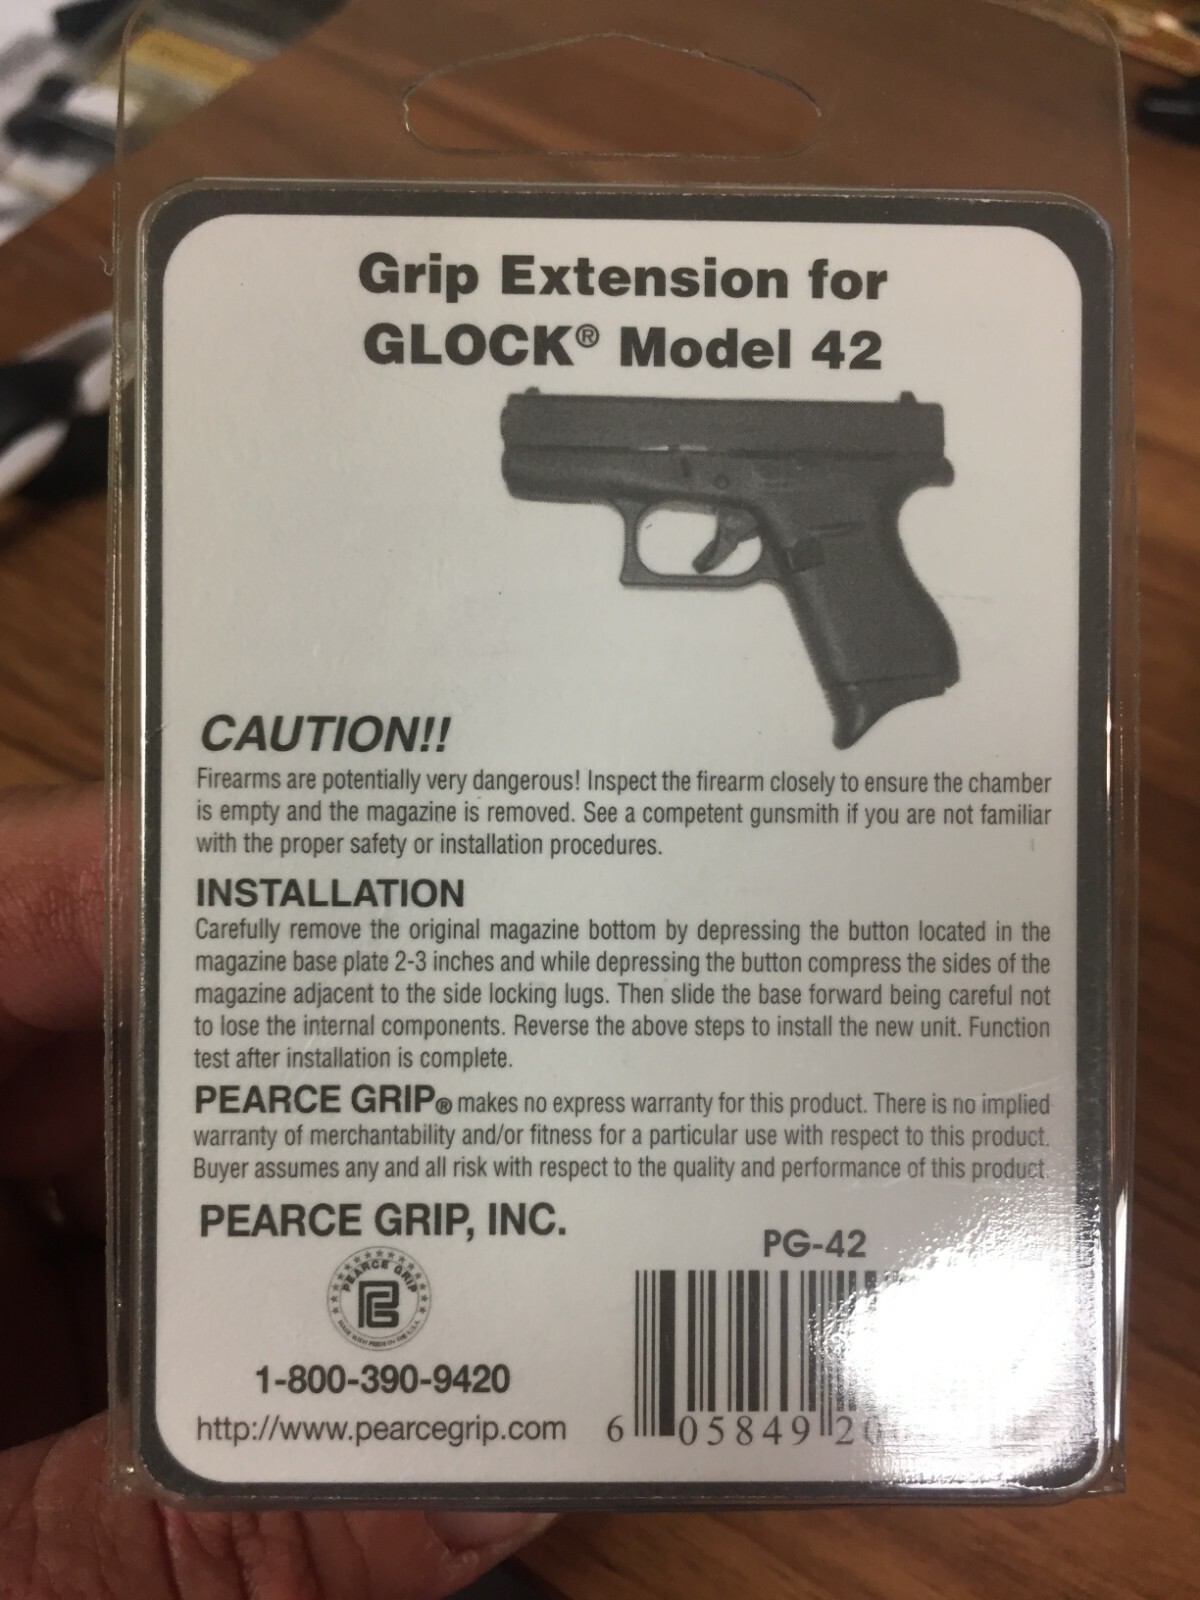 Grip Extension for
GLOCK® Model 42
CAUTION!!
Firearms are potentially very dangerous! Inspect the firearm closely to ensure the chamber
is empty and the magazine is removed. See a competent gunsmith if you are not familiar
with the proper safety or installation procedures.
INSTALLATION
Carefully remove the original magazine bottom by depressing the button located in the
magazine base plate 2-3 inches and while depressing the button compress the sides of the
magazine adjacent to the side locking lugs. Then slide the base forward being careful not
to lose the internal components. Reverse the above steps to install the new unit. Function
test after installation is complete.
PEARCE GRIP® makes no express warranty for this product. There is no implied
warranty of merchantability and/or fitness for a particular use with respect to this product.
Buyer assumes any and all risk with respect to the quality and performance of this product.
PEARCE GRIP, INC.
PEARCE GRIP
MADE WITH PRIDE IN THE U.S.A.
1-800-390-9420
http://www.pearcegrip.com
PG-42
6 05849 20